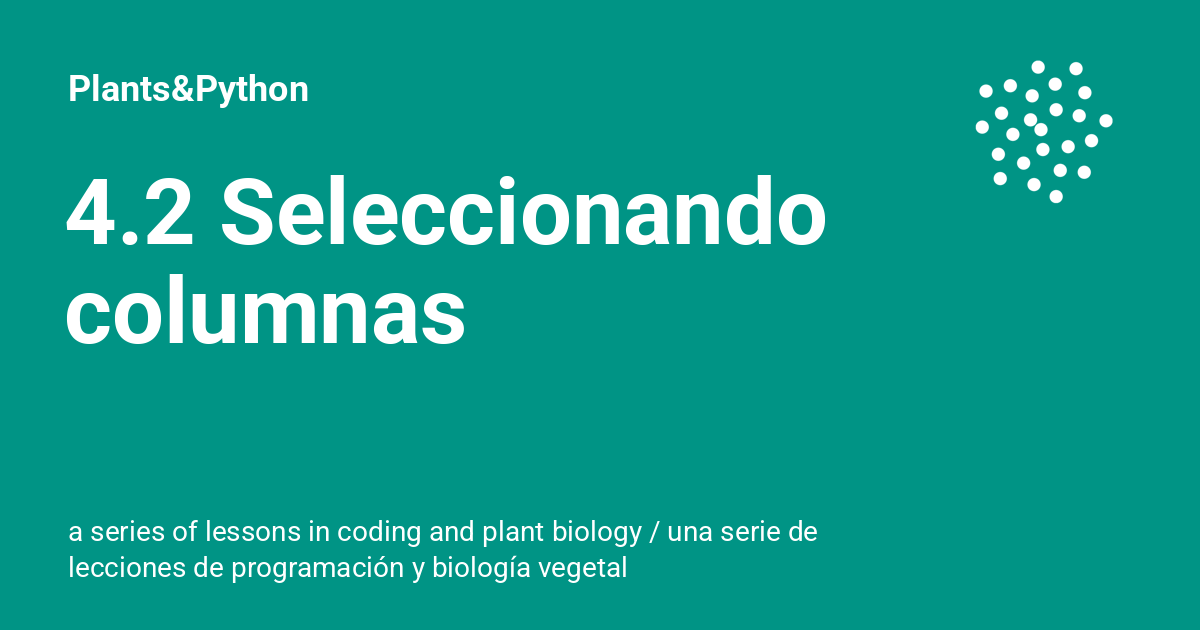 Plants&Python
4.2 Seleccionando
columnas
a series of lessons in coding and plant biology / una serie de
lecciones de programación y biología vegetal